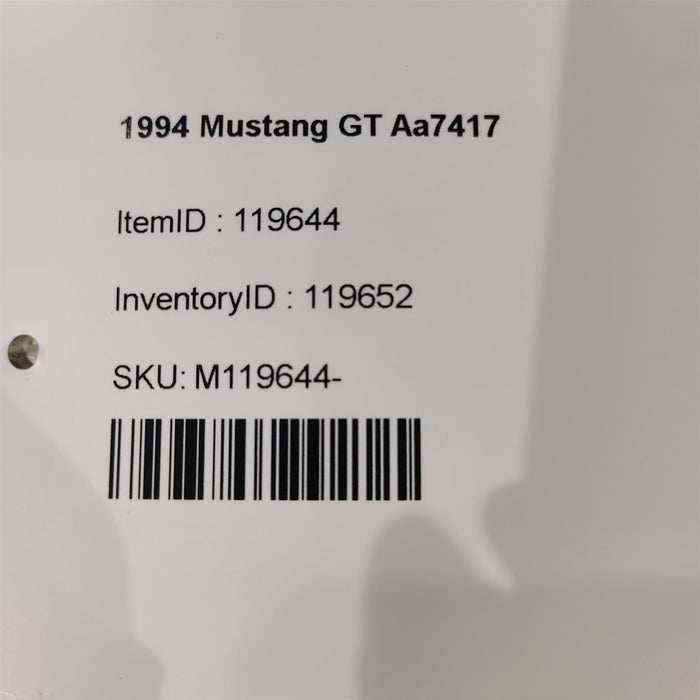 1994 Mustang GT Aa7417
ItemID : 119644
InventoryID : 119652
SKU: M119644-